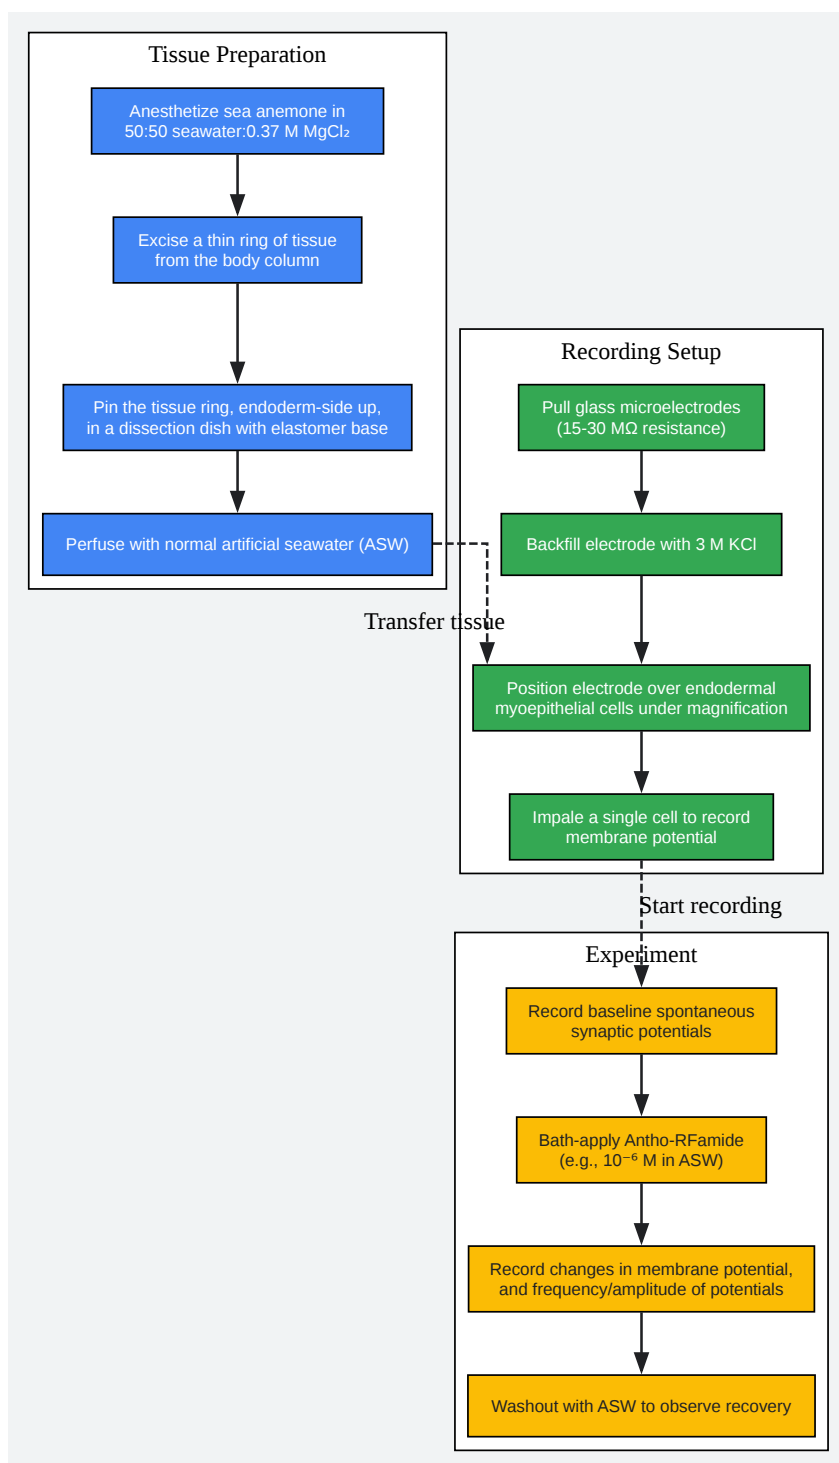 Tissue Preparation
Anesthetize sea anemone in
50:50 seawater:0.37 M MgCl₂
Excise a thin ring of tissue
from the body column
Pin the tissue ring, endoderm-side up,
in a dissection dish with elastomer base
Perfuse with normal artificial seawater (ASW)
Transfer tissue
Recording Setup
Pull glass microelectrodes
(15-30 MΩ resistance)
Backfill electrode with 3 M KCl
Position electrode over endodermal
myoepithelial cells under magnification
Impale a single cell to record
membrane potential
Start recording
Experiment
Record baseline spontaneous
synaptic potentials
Bath-apply Antho-RFamide
(e.g., 10⁻⁶ M in ASW)
Record changes in membrane potential,
and frequency/amplitude of potentials
Washout with ASW to observe recovery